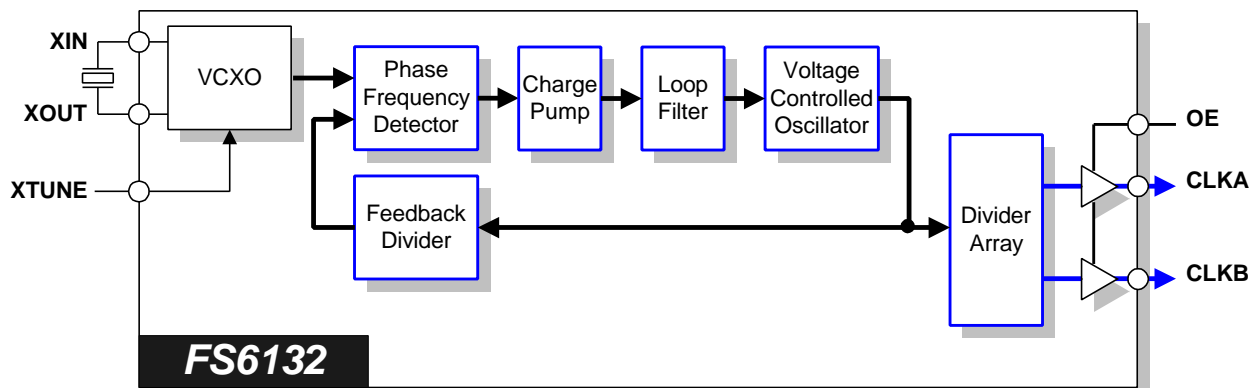 XIN
XOUT
XTUNE
VCXO
Phase
Frequency
Detector
Charge
Pump
Loop
Filter
Voltage
Controlled
Oscillator
Feedback
Divider
Divider
Array
OE
CLKA
CLKB
FS6132